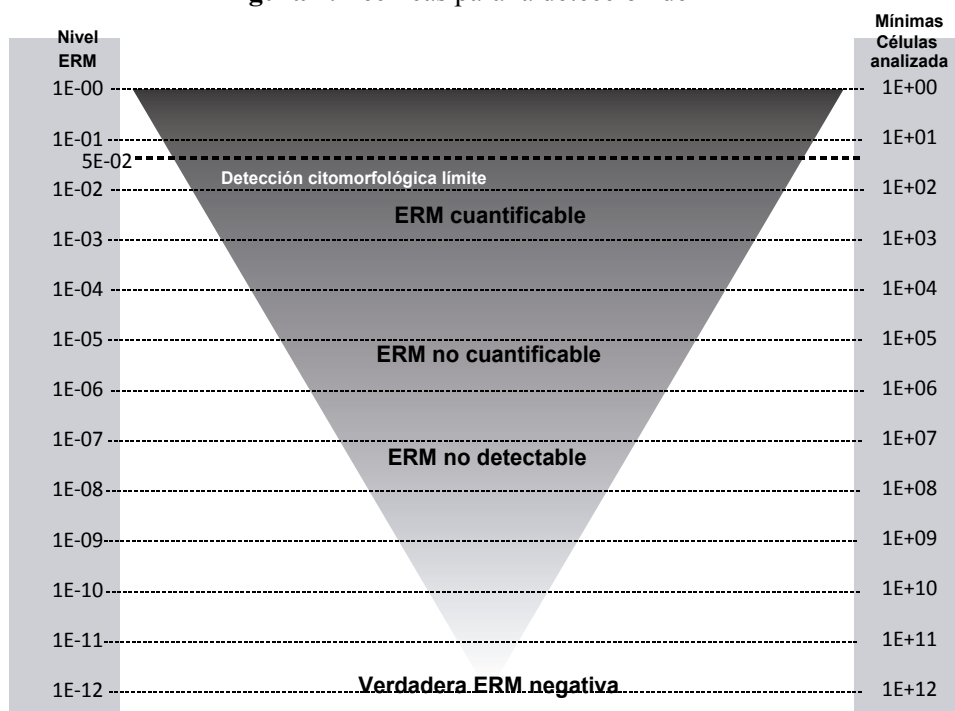 Mínimas
Nivel Células
ERM analizada
1E-00 1E+00
1E-01 1E+01
5E-02
Detección citomorfológica límite
1E-02 1E+02
ERM cuantificable
1E-03 1E+03
1E-04 1E+04
1E-05 1E+05
ERM no cuantificable
1E-06 1E+06
1E-07 1E+07
ERM no detectable
1E-08 1E+08
1E-09 1E+09
1E-10 1E+10
1E-11 1E+11
Verdadera ERM negativa
1E-12 1E+12